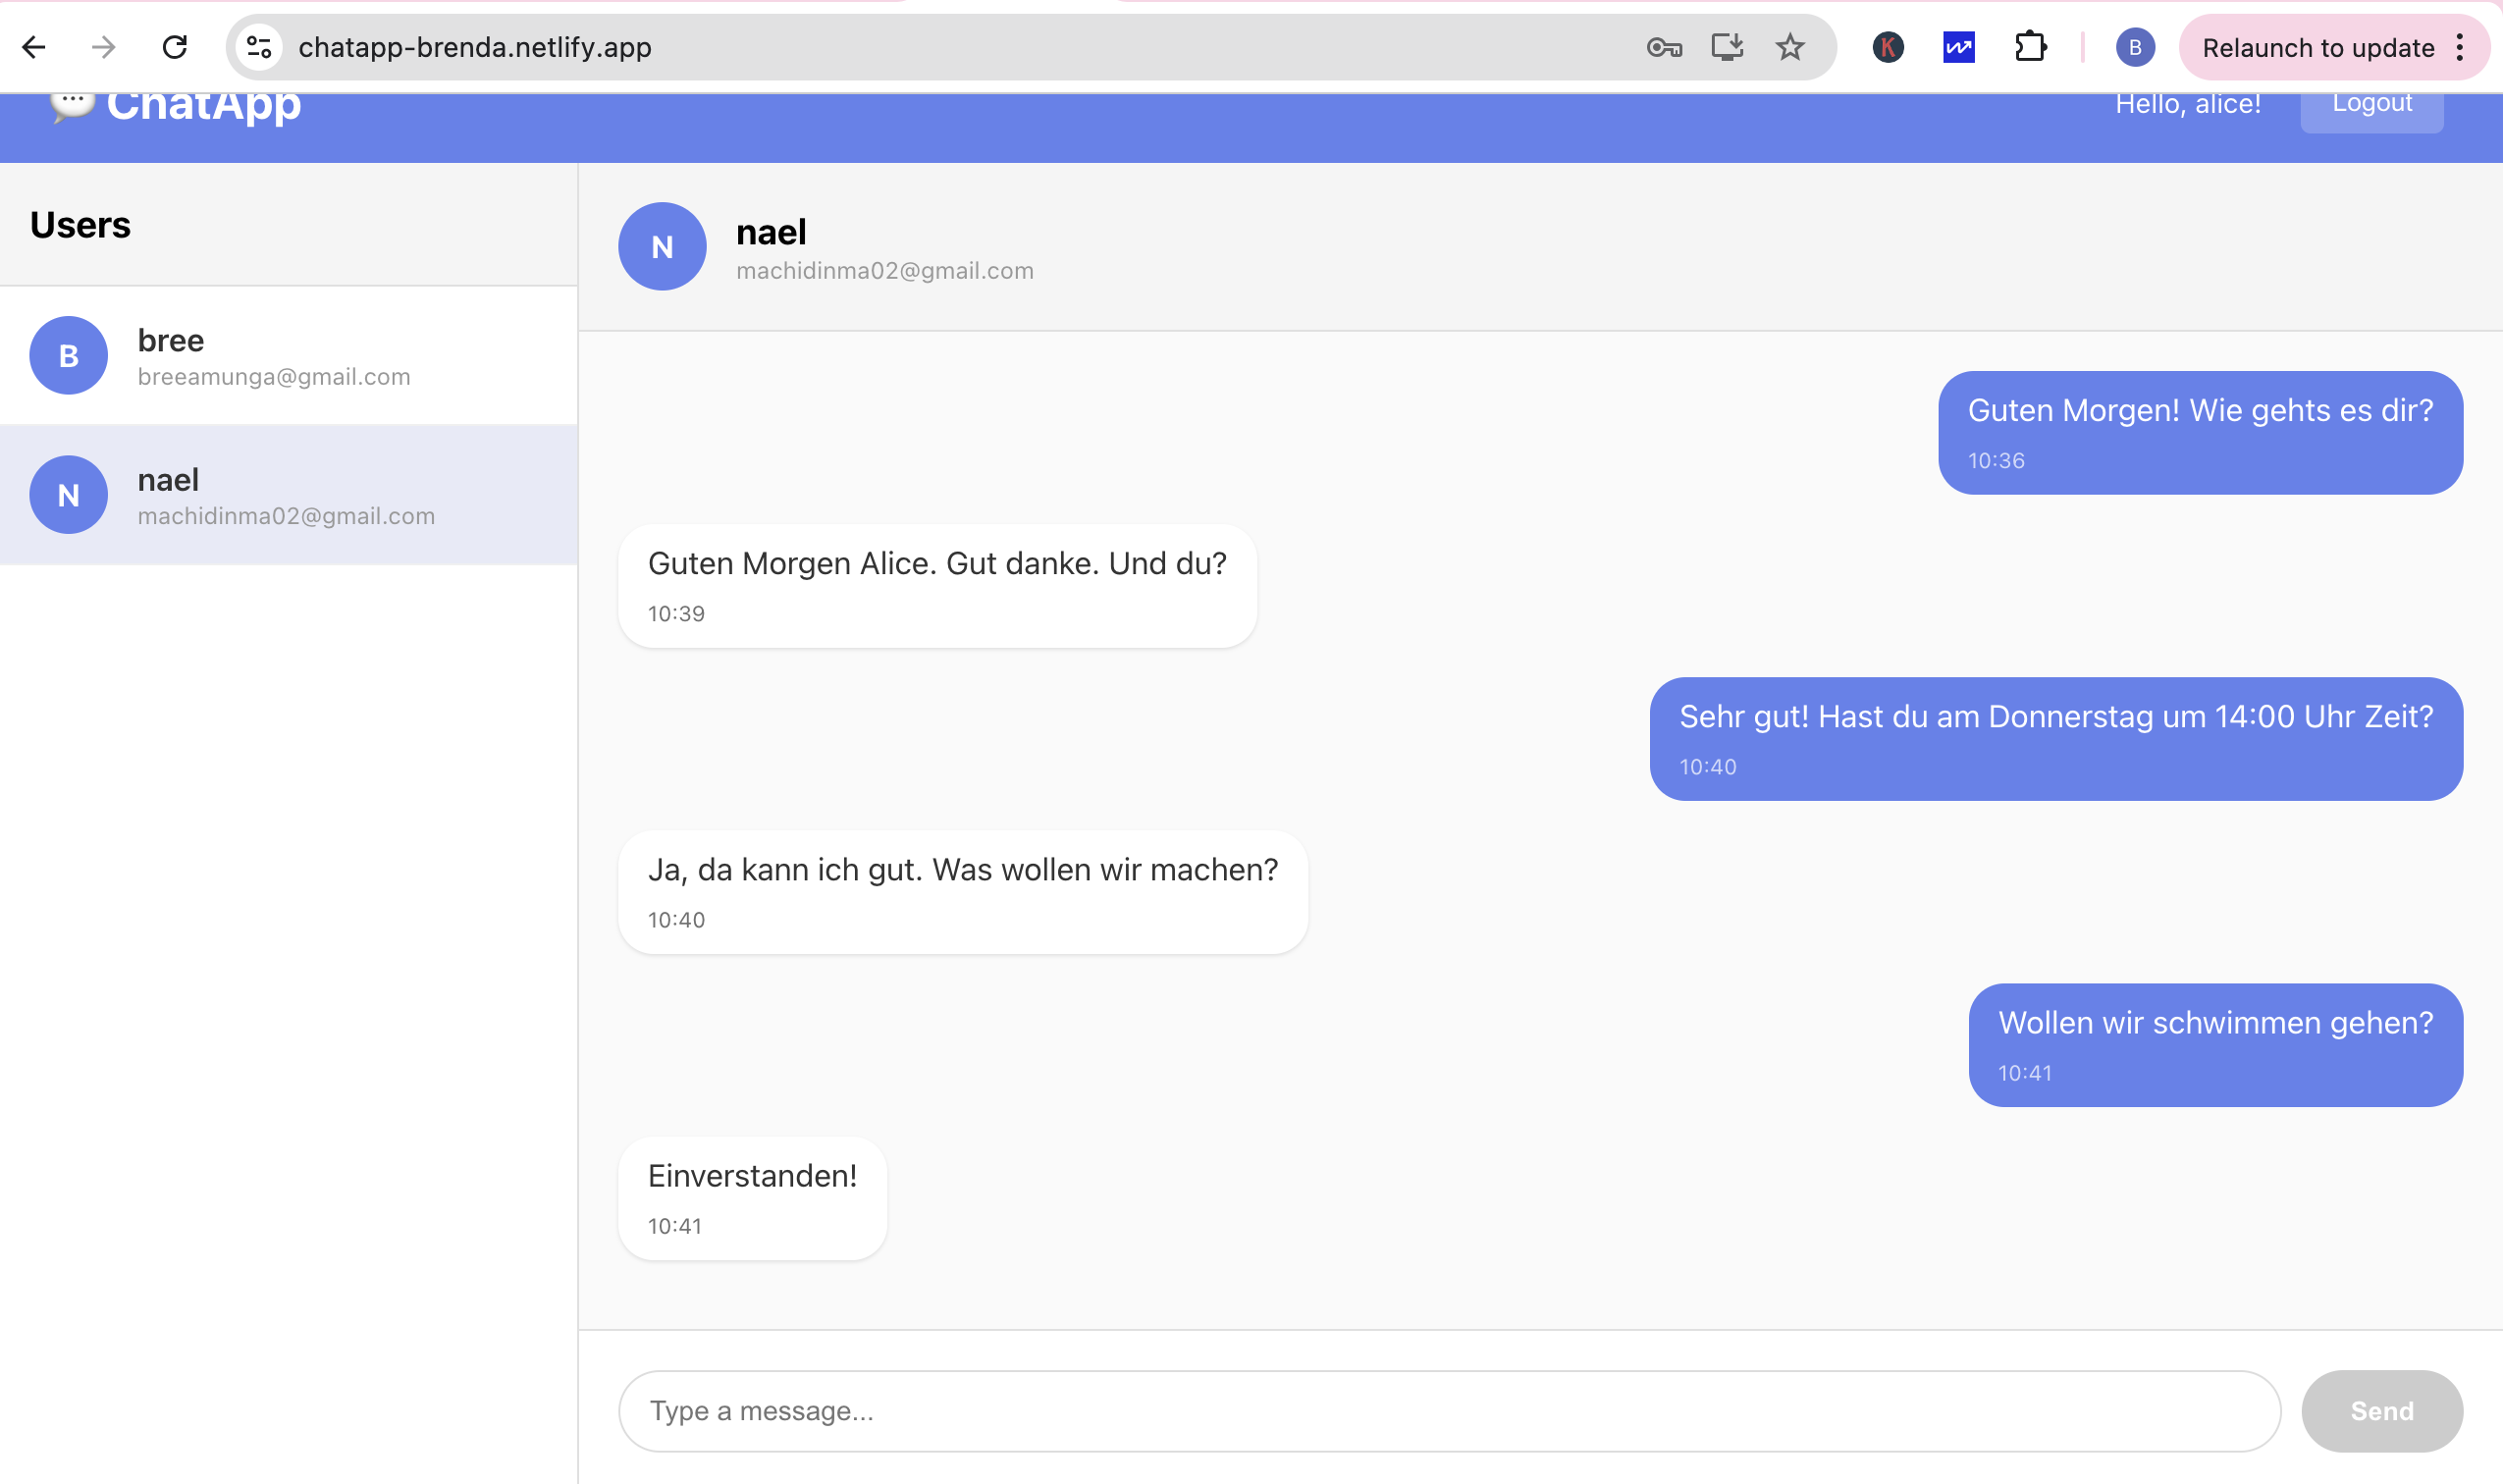 chatapp-brenda.netlify.app
K
B
Relaunch to update
ChatApp
Hello, alice!
Logout
Users
B
bree
breeamunga@gmail.com
N
nael
machidinma02@gmail.com
N
nael
machidinma02@gmail.com
Guten Morgen! Wie gehts es dir?
10:36
Guten Morgen Alice. Gut danke. Und du?
10:39
Sehr gut! Hast du am Donnerstag um 14:00 Uhr Zeit?
10:40
Ja, da kann ich gut. Was wollen wir machen?
10:40
Wollen wir schwimmen gehen?
10:41
Einverstanden!
10:41
Type a message...
Send